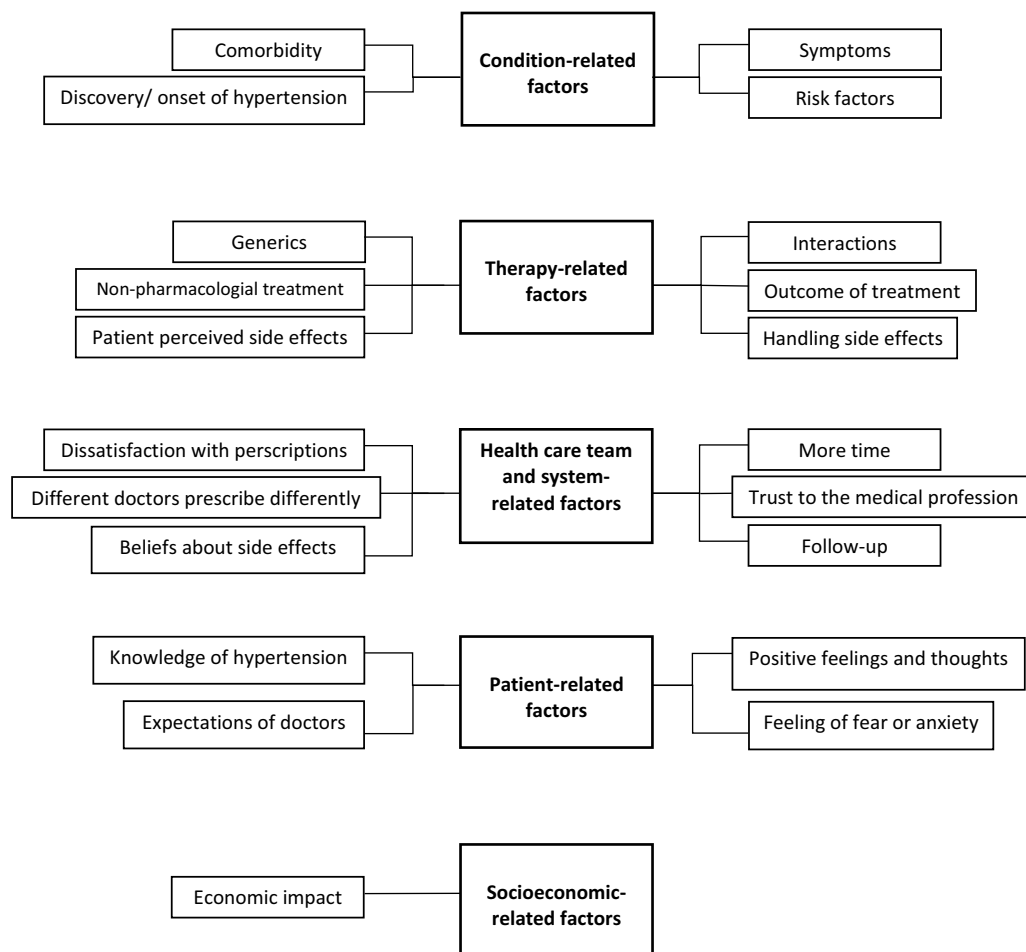 Comorbidity
Discovery/ onset of hypertension
Condition-related
factors
Symptoms
Risk factors
Generics
Non-pharmacologial treatment
Patient perceived side effects
Therapy-related
factors
Interactions
Outcome of treatment
Handling side effects
Dissatisfaction with perscriptions
Different doctors prescribe differently
Beliefs about side effects
Health care team
and system-
related factors
More time
Trust to the medical profession
Follow-up
Knowledge of hypertension
Expectations of doctors
Patient-related
factors
Positive feelings and thoughts
Feeling of fear or anxiety
Economic impact
Socioeconomic-
related factors